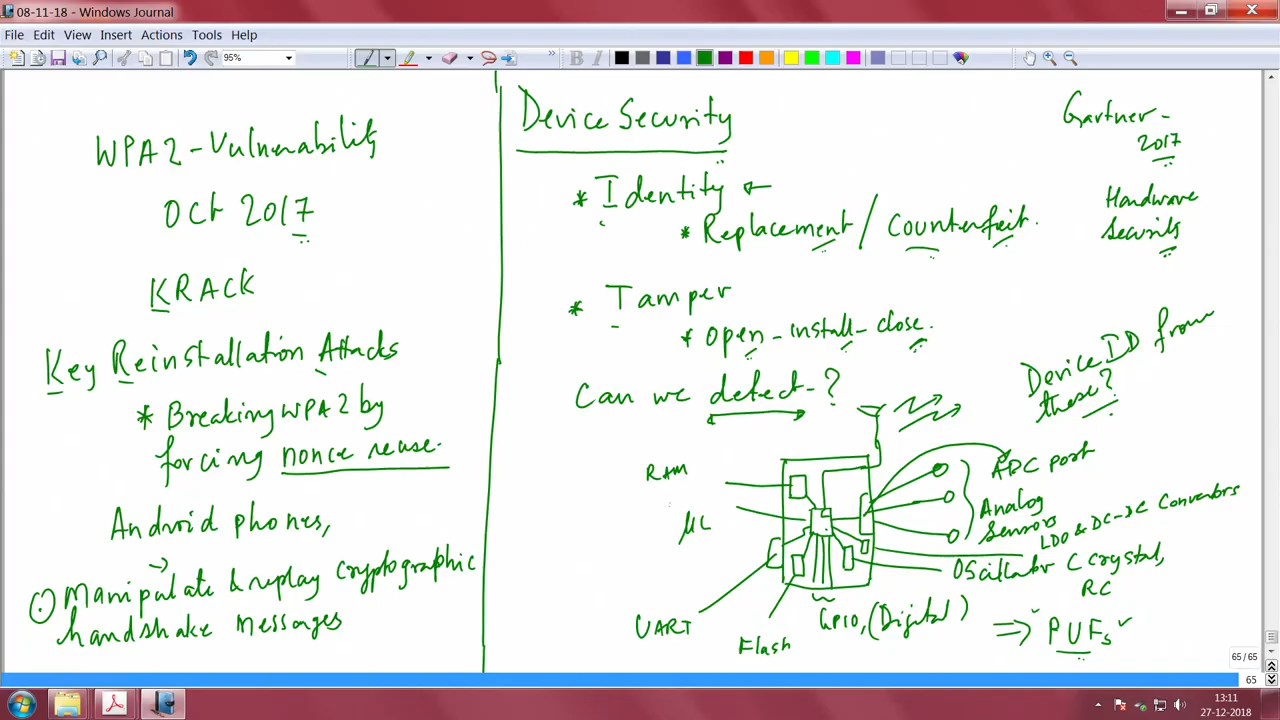 08-11-18 - Windows Journal
File Edit View Insert Actions Tools Help
95%
WPA2 - Vulnerability
Oct 2017
KRACK
Key Reinstallation Attacks
* Breaking WPA2 by
forcing nonce reuse.
Android phones,
→ Manipulate & replay cryptographic
handshake messages
Device Security
* Identity ←
* Replacement / Counterfeit.
* Tamper
* open - install - close.
Can we detect - ?
Gartner -
2017
Hardware
Security
Device ID from
these?
RAM
μC
UART
Flash
GPIO, (Digital)
ADC port
Analog
Sensors
LDO & DC-DC Convertors
Oscillator C crystal,
RC
⇒ PUFs
65/65
65
13:11
27-12-2018